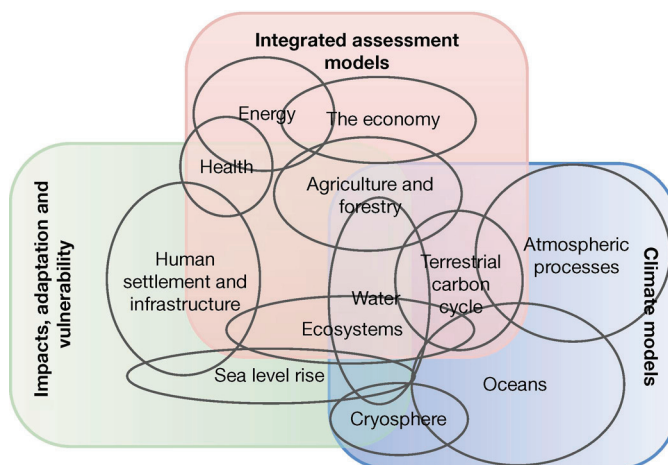 Integrated assessment
models
Energy
The economy
Health
Agriculture and
forestry
Impacts, adaptation and
vulnerability
Human
settlement and
infrastructure
Water
Terrestrial
carbon
cycle
Atmospheric
processes
Climate models
Ecosystems
Sea level rise
Oceans
Cryosphere